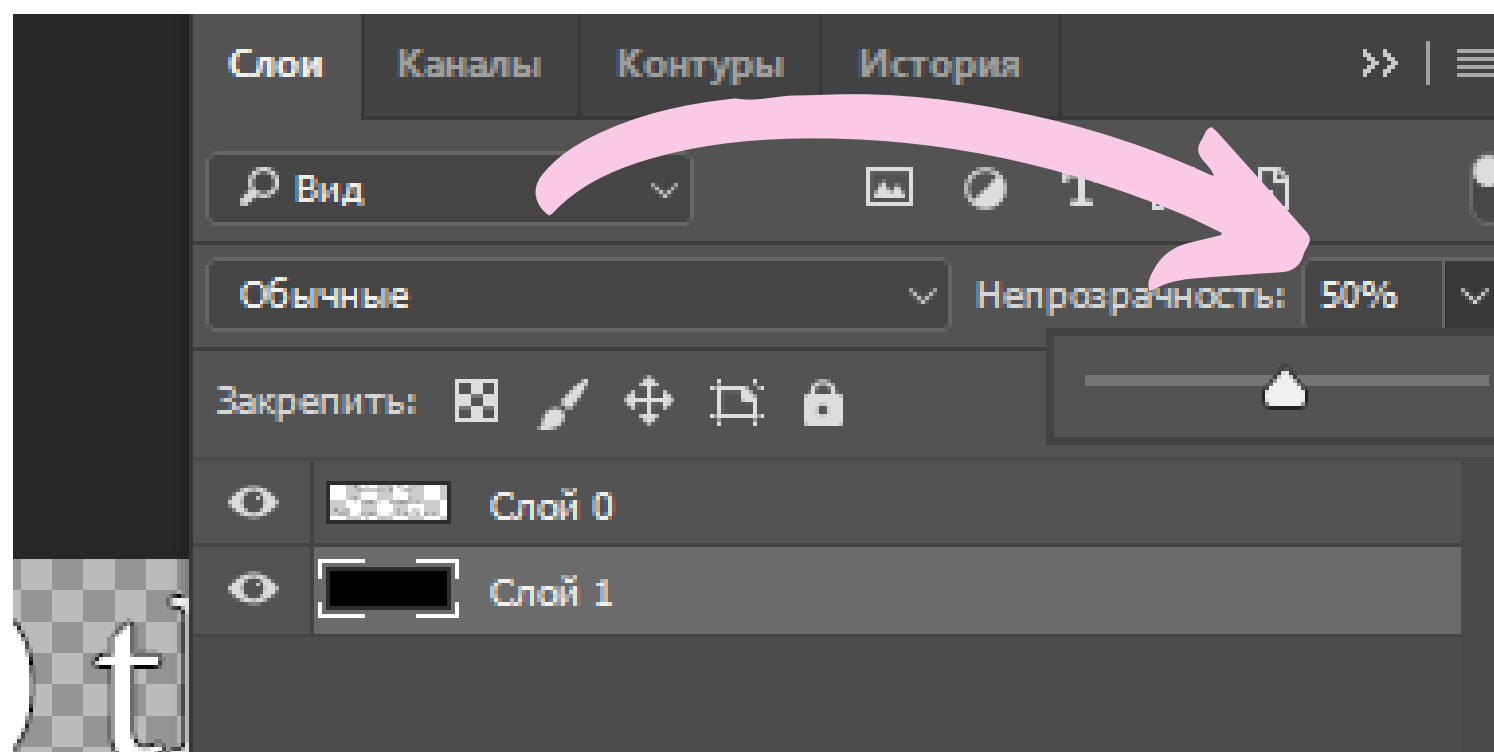 Слои Каналы Контуры История
Вид
Обычные Непрозрачность: 50%
Закрепить:
Слой 0
Слой 1
t